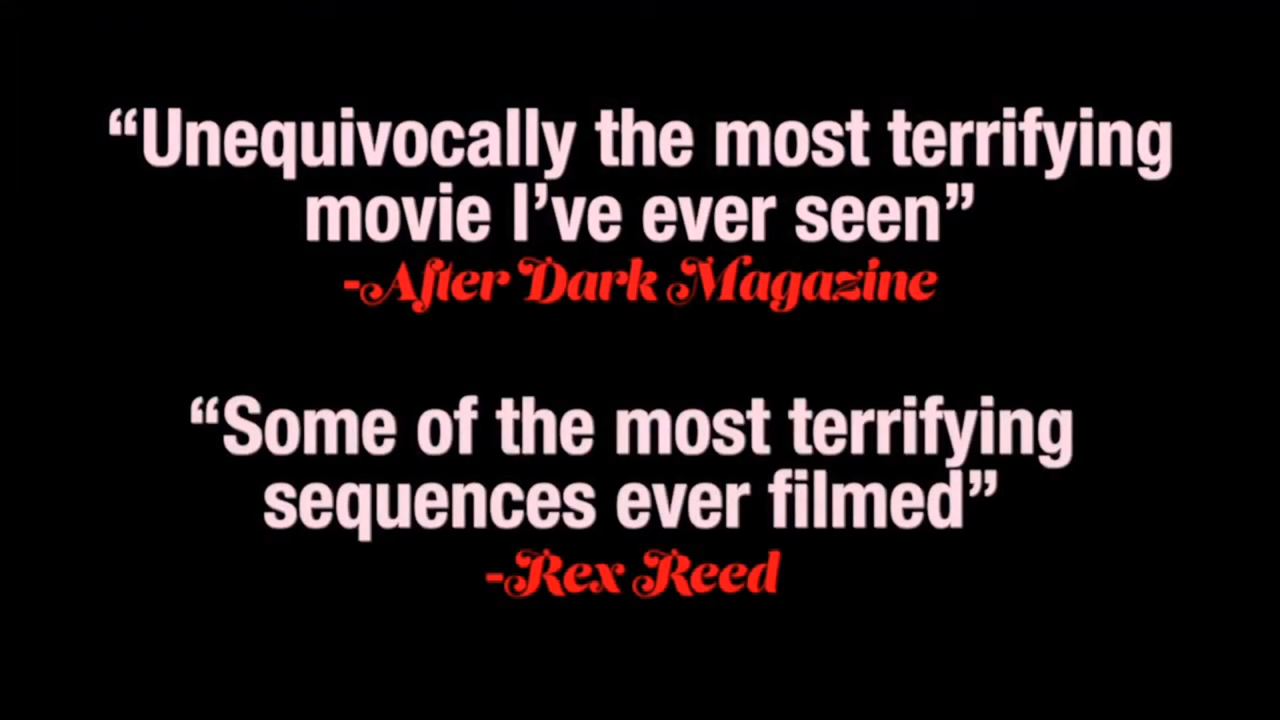 “Unequivocally the most terrifying
movie I’ve ever seen”
-After Dark Magazine
“Some of the most terrifying
sequences ever filmed”
-Rex Reed